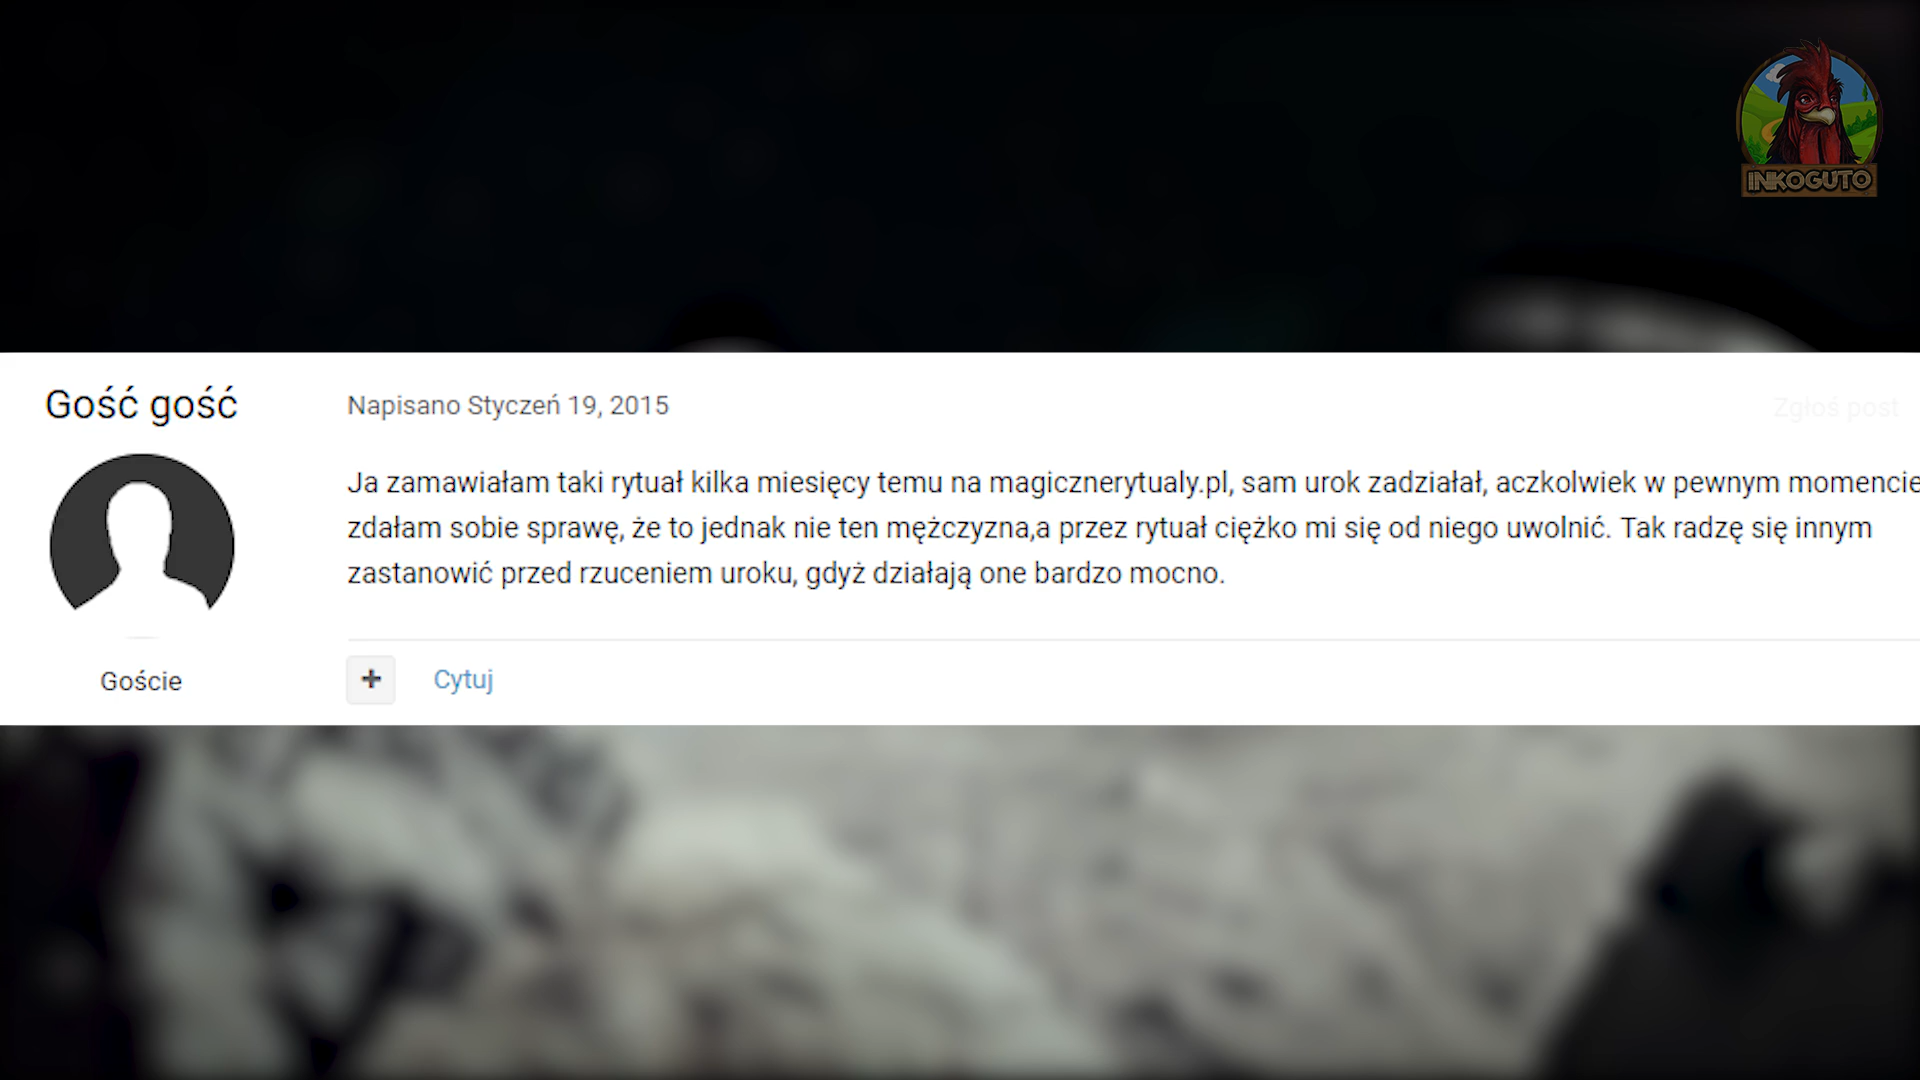 INKOGUTO
Gość gość
Napisano Styczeń 19, 2015
Zgłoś post
Ja zamawiałam taki rytuał kilka miesięcy temu na magicznerytualy.pl, sam urok zadziałał, aczkolwiek w pewnym momencie
zdałam sobie sprawę, że to jednak nie ten mężczyzna,a przez rytuał ciężko mi się od niego uwolnić. Tak radzę się innym
zastanowić przed rzuceniem uroku, gdyż działają one bardzo mocno.
Goście
+ Cytuj